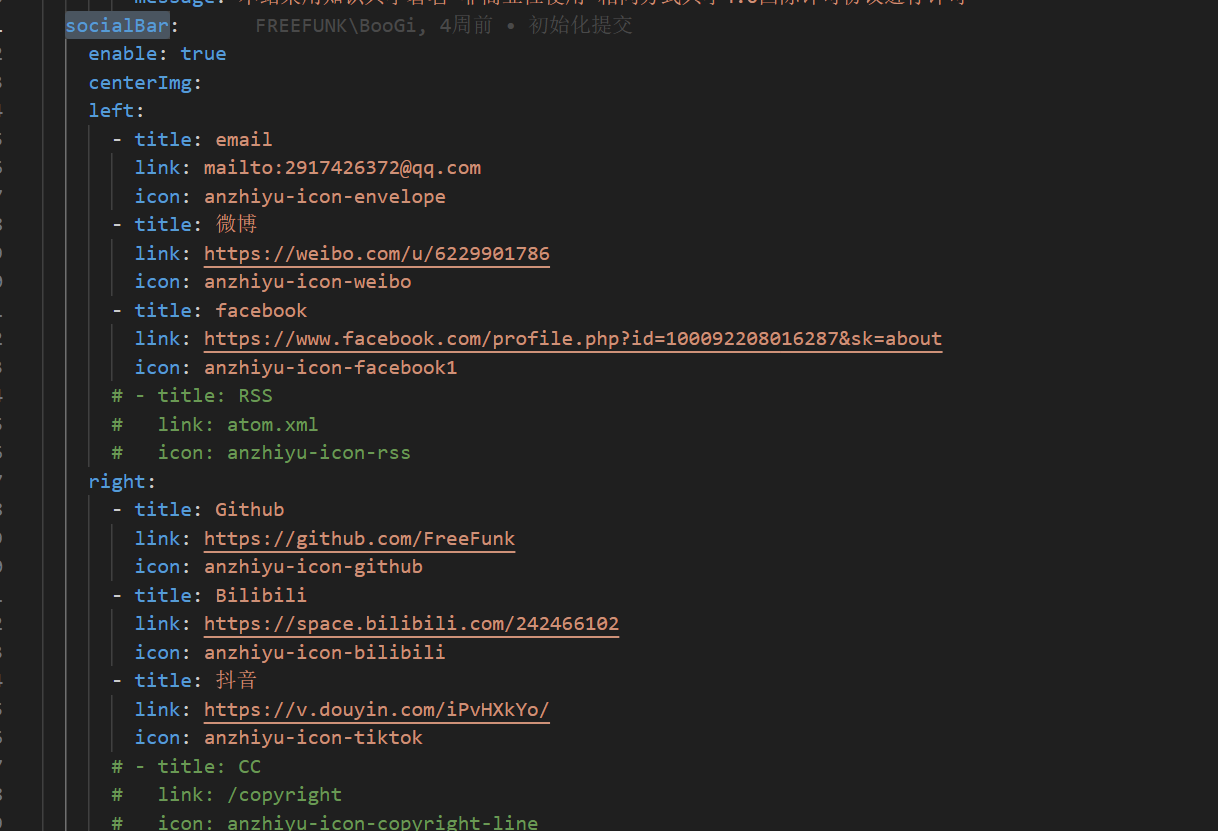 socialBar: FREEFUNK\BooGi, 4周前 • 初始化提交
enable: true
centerImg:
left:
- title: email
link: mailto:2917426372@qq.com
icon: anzhiyu-icon-envelope
- title: 微博
link: https://weibo.com/u/6229901786
icon: anzhiyu-icon-weibo
- title: facebook
link: https://www.facebook.com/profile.php?id=100092208016287&sk=about
icon: anzhiyu-icon-facebook1
# - title: RSS
#   link: atom.xml
#   icon: anzhiyu-icon-rss
right:
- title: Github
link: https://github.com/FreeFunk
icon: anzhiyu-icon-github
- title: Bilibili
link: https://space.bilibili.com/242466102
icon: anzhiyu-icon-bilibili
- title: 抖音
link: https://v.douyin.com/iPvHXkYo/
icon: anzhiyu-icon-tiktok
# - title: CC
#   link: /copyright
#   icon: anzhiyu-icon-copyright-line